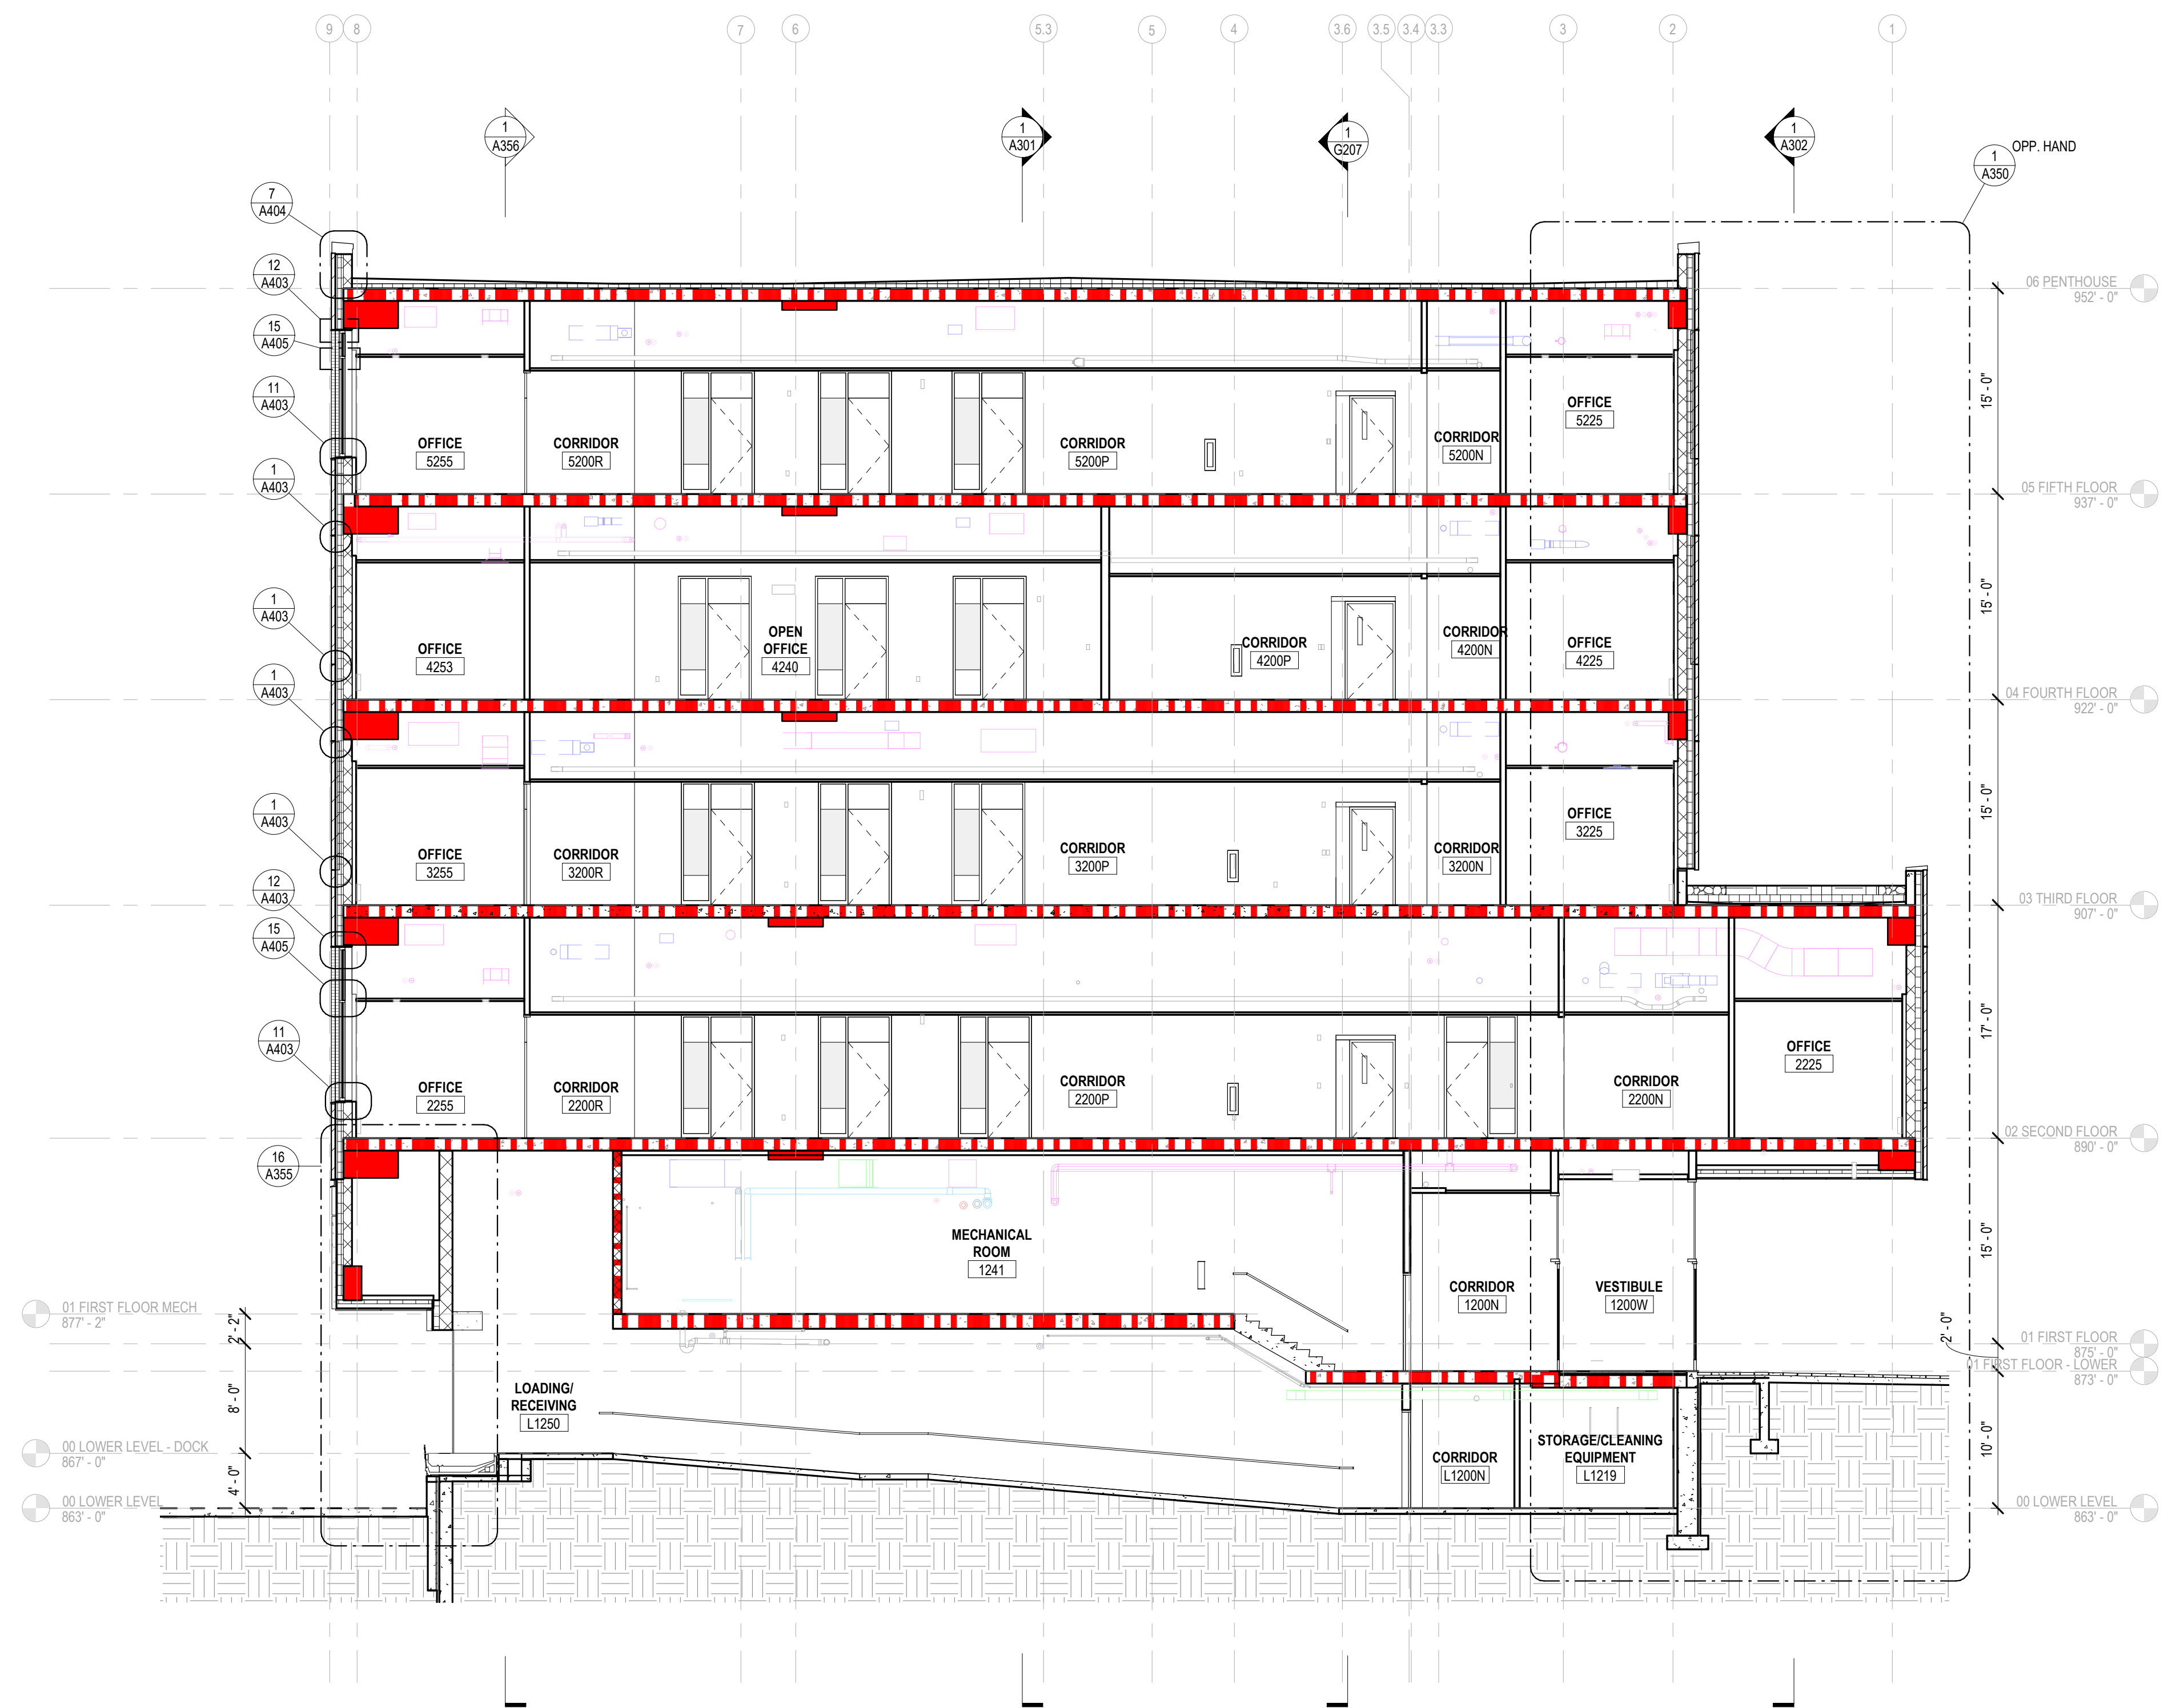 9
8
7
6
5.3
5
4
3.6
3.5
3.4
3.3
3
2
1
1
A356
1
A301
1
G207
1
A302
1
A350
OPP. HAND
7
A404
12
A403
15
A405
11
A403
1
A403
1
A403
1
A403
1
A403
12
A403
15
A405
11
A403
16
A355
06 PENTHOUSE
952' - 0"
15' - 0"
OFFICE
5255
CORRIDOR
5200R
CORRIDOR
5200P
CORRIDOR
5200N
OFFICE
5225
05 FIFTH FLOOR
937' - 0"
15' - 0"
OFFICE
4253
OPEN
OFFICE
4240
CORRIDOR
4200P
CORRIDOR
4200N
OFFICE
4225
04 FOURTH FLOOR
922' - 0"
15' - 0"
OFFICE
3255
CORRIDOR
3200R
CORRIDOR
3200P
CORRIDOR
3200N
OFFICE
3225
03 THIRD FLOOR
907' - 0"
17' - 0"
OFFICE
2255
CORRIDOR
2200R
CORRIDOR
2200P
CORRIDOR
2200N
OFFICE
2225
02 SECOND FLOOR
890' - 0"
15' - 0"
MECHANICAL
ROOM
1241
CORRIDOR
1200N
VESTIBULE
1200W
01 FIRST FLOOR MECH
877' - 2"
2' - 2"
2' - 0"
01 FIRST FLOOR
875' - 0"
01 FIRST FLOOR - LOWER
873' - 0"
8' - 0"
LOADING/
RECEIVING
L1250
CORRIDOR
L1200N
STORAGE/CLEANING
EQUIPMENT
L1219
10' - 0"
00 LOWER LEVEL - DOCK
867' - 0"
4' - 0"
00 LOWER LEVEL
863' - 0"
00 LOWER LEVEL
863' - 0"